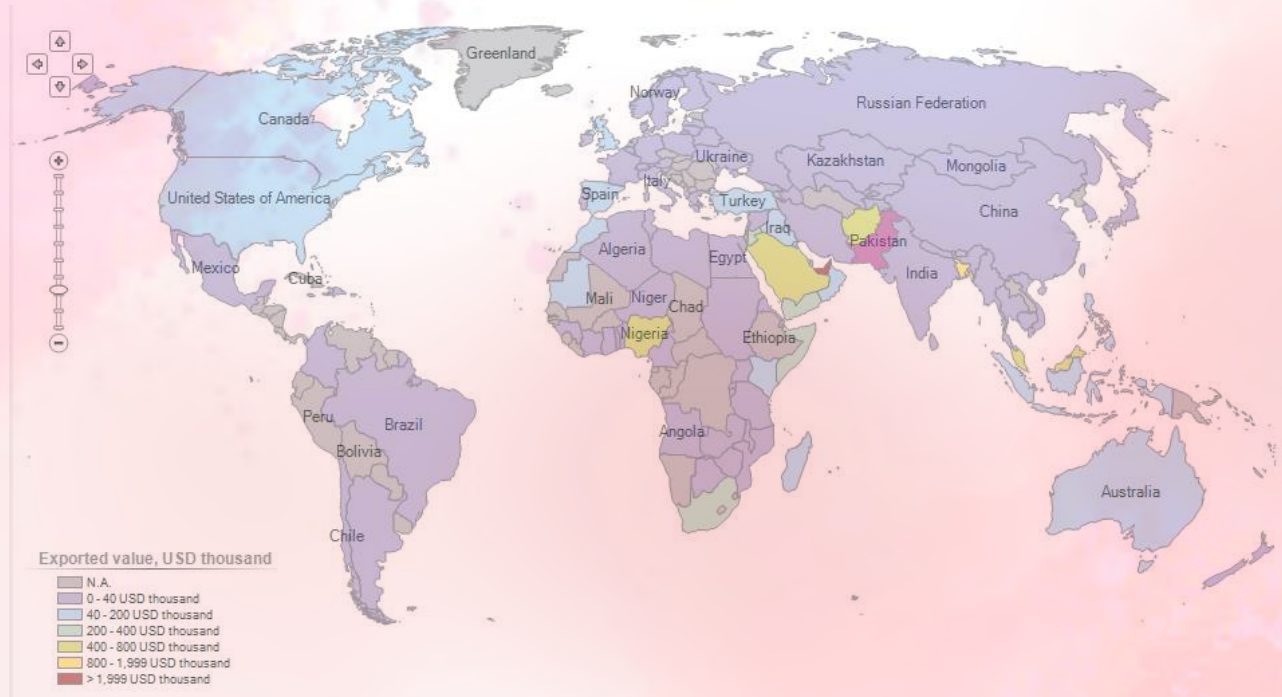 Greenland
Norway
Russian Federation
Canada
Ukraine
Kazakhstan
Mongolia
Italy
United States of America
Spain
Turkey
China
Iraq
Pakistan
Algeria
Egypt
Mexico
India
Cuba
Mali
Niger
Chad
Nigeria
Ethiopia
Peru
Brazil
Angola
Bolivia
Australia
Chile
Exported value, USD thousand
N.A.
0 - 40 USD thousand
40 - 200 USD thousand
200 - 400 USD thousand
400 - 800 USD thousand
800 - 1,999 USD thousand
> 1,999 USD thousand